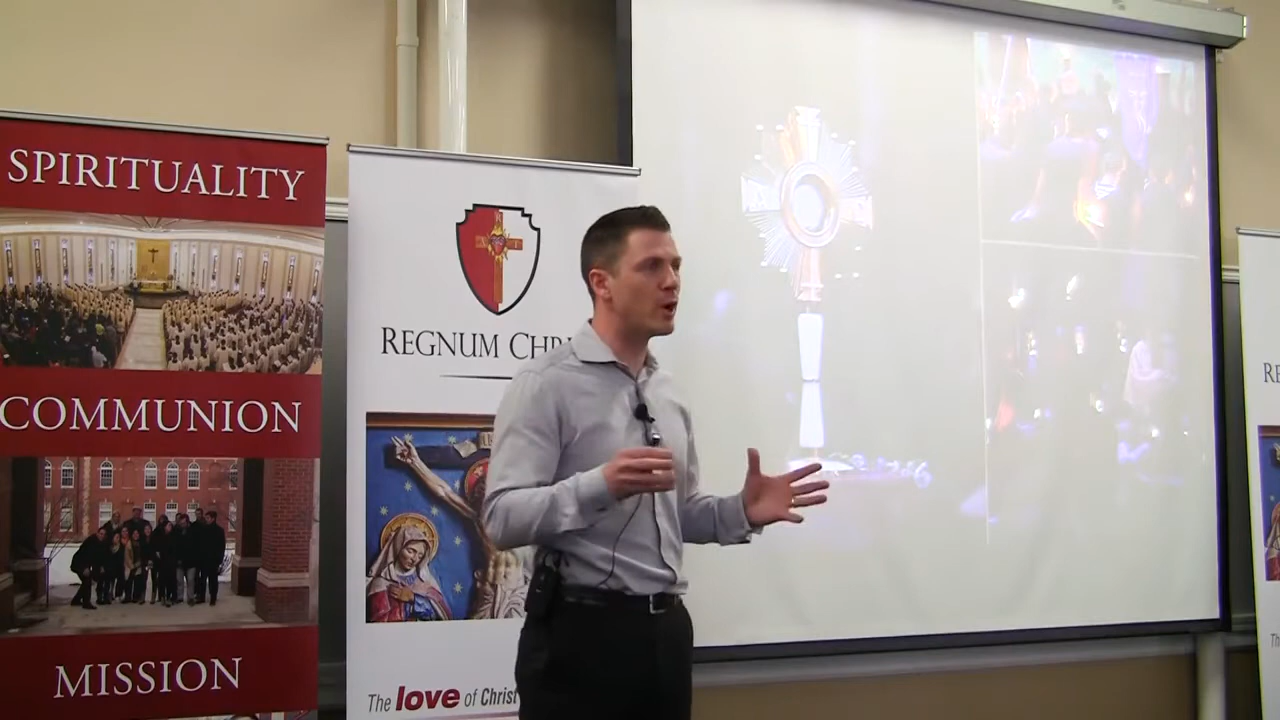 SPIRITUALITY
COMMUNION
MISSION
REGNUM CHRI
The love of Christ